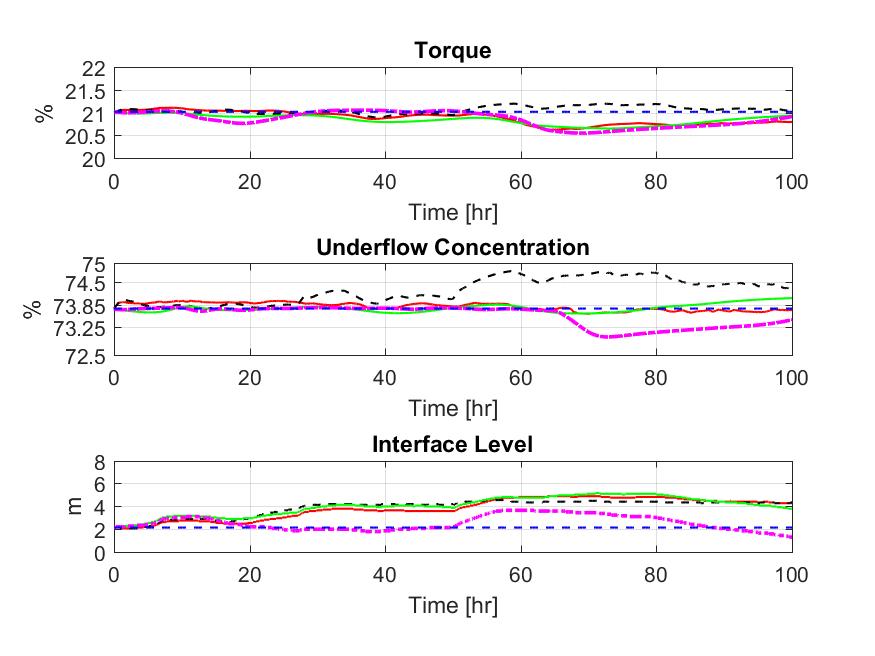 Torque
22
21.5
21
20.5
20
%
0 20 40 60 80 100
Time [hr]
Underflow Concentration
75
74.5
73.85
73.25
72.5
%
0 20 40 60 80 100
Time [hr]
Interface Level
8
6
4
2
0
m
0 20 40 60 80 100
Time [hr]